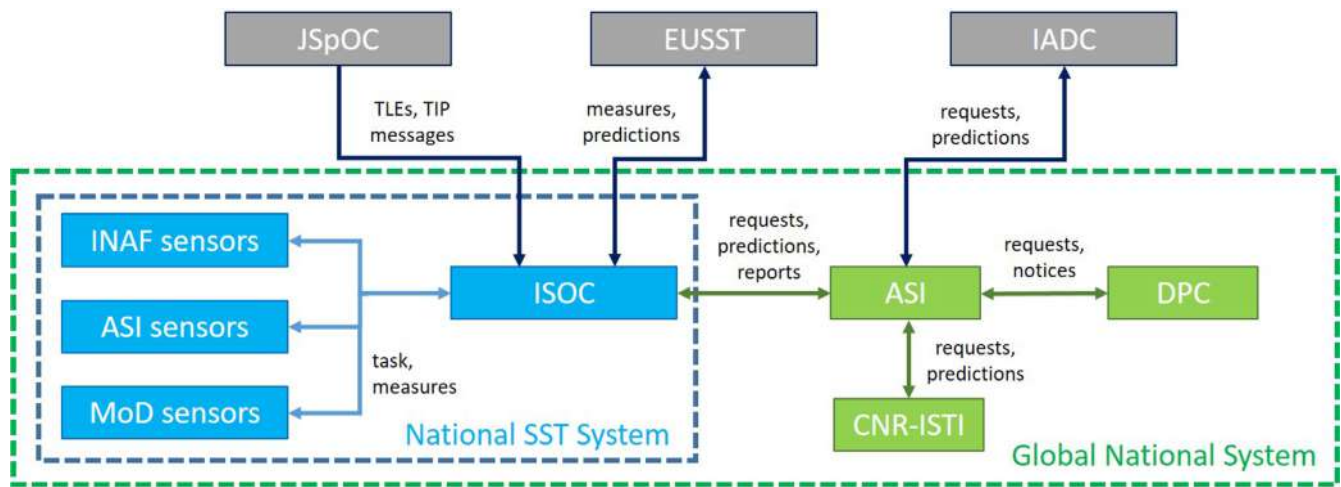 JSpOC
EUSST
IADC
TLEs, TIP
messages
measures,
predictions
requests,
predictions
INAF sensors
ASI sensors
MoD sensors
task,
measures
ISOC
National SST System
requests,
predictions,
reports
ASI
requests,
notices
DPC
requests,
predictions
CNR-ISTI
Global National System